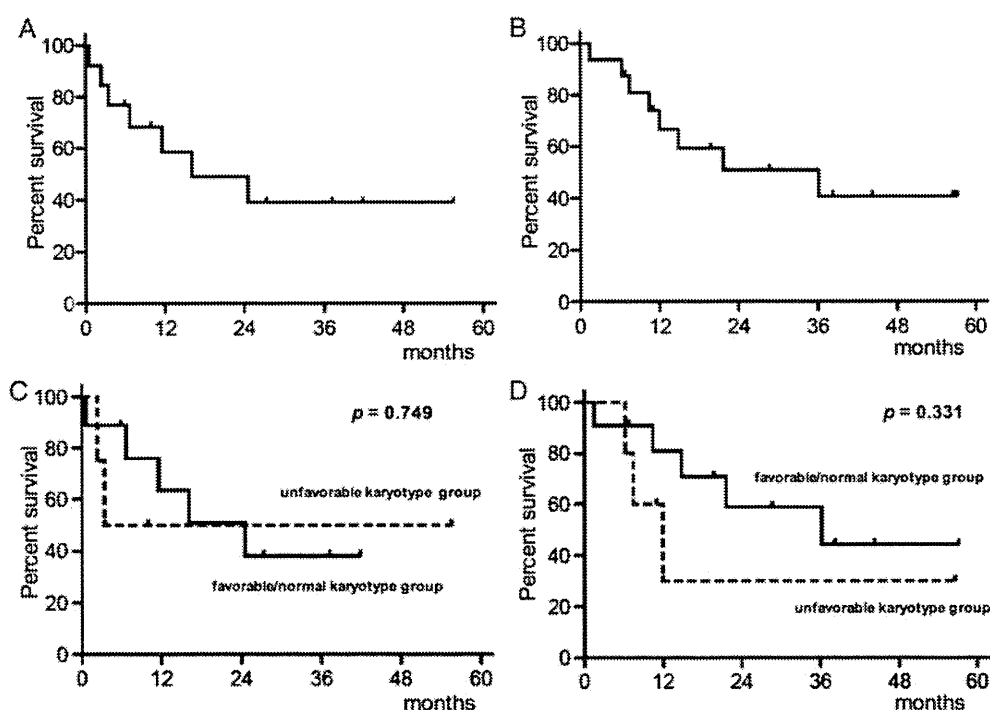 A
B
100
80
60
40
20
0
Percent survival
0 12 24 36 48 60
months
100
80
60
40
20
0
Percent survival
0 12 24 36 48 60
months
C
D
100
80
60
40
20
0
Percent survival
p = 0.749
unfavorable karyotype group
favorable/normal karyotype group
0 12 24 36 48 60
months
100
80
60
40
20
0
Percent survival
p = 0.331
favorable/normal karyotype group
unfavorable karyotype group
0 12 24 36 48 60
months